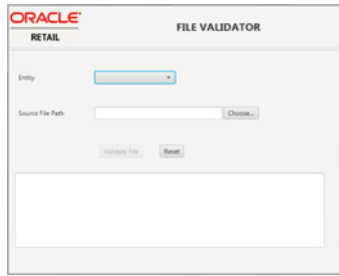 ORACLE
RETAIL
FILE VALIDATOR
Entity
Source File Path
Choose...
Validate File
Reset